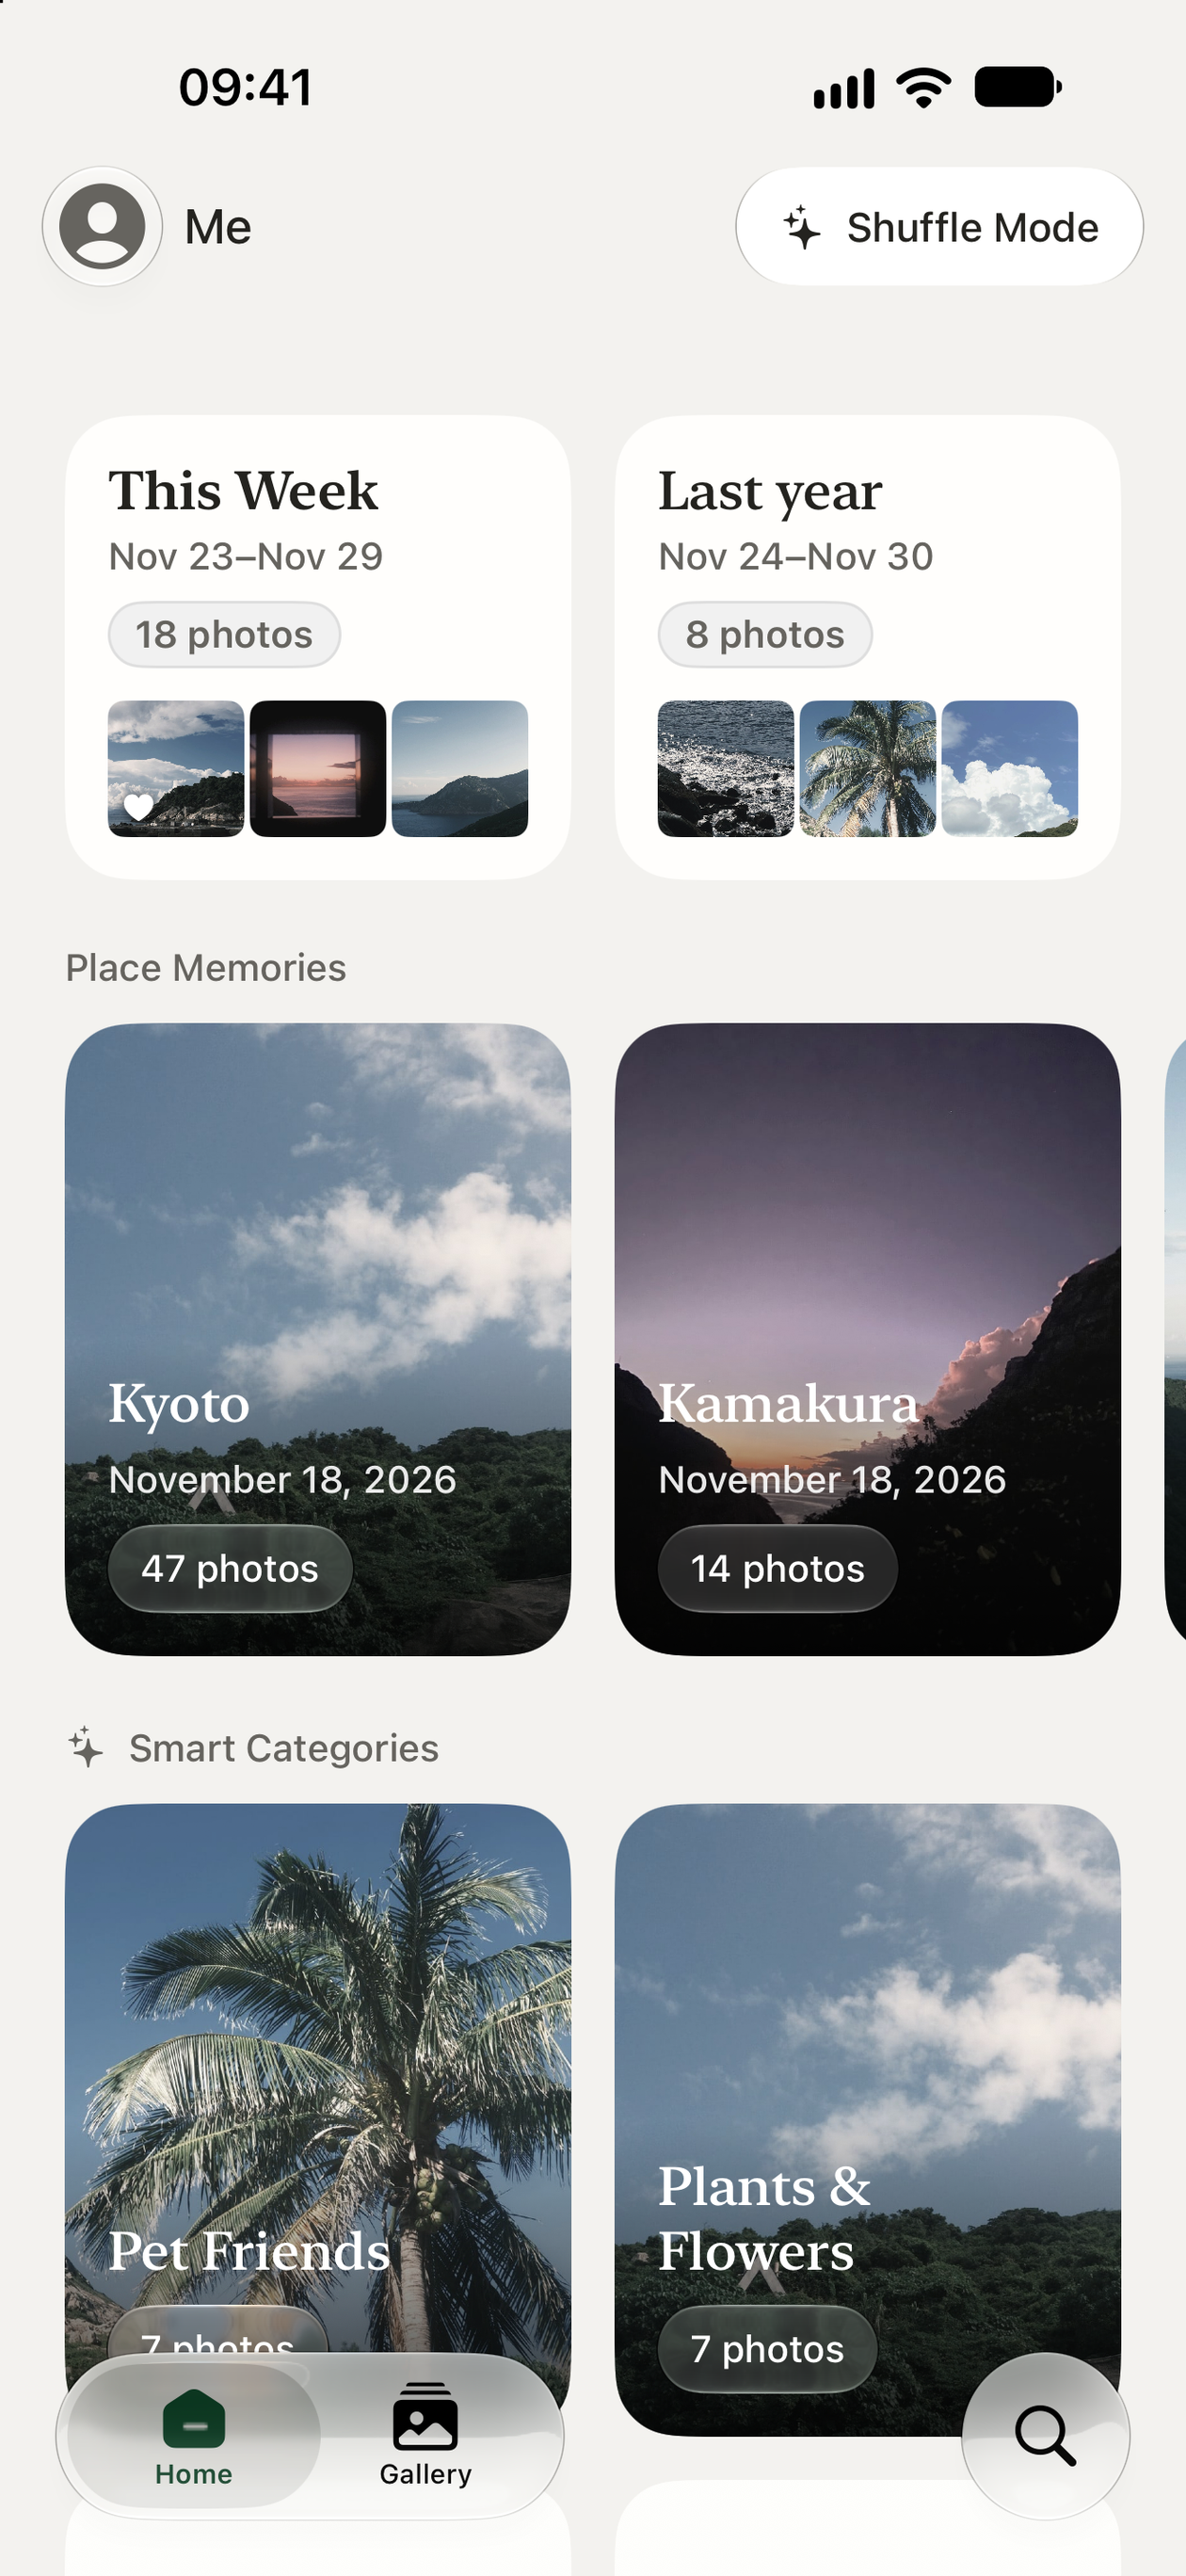 09:41
Me
Shuffle Mode
This Week
Nov 23–Nov 29
18 photos
Last year
Nov 24–Nov 30
8 photos
Place Memories
Kyoto
November 18, 2026
47 photos
Kamakura
November 18, 2026
14 photos
Smart Categories
Pet Friends
7 photos
Plants &
Flowers
7 photos
Home
Gallery